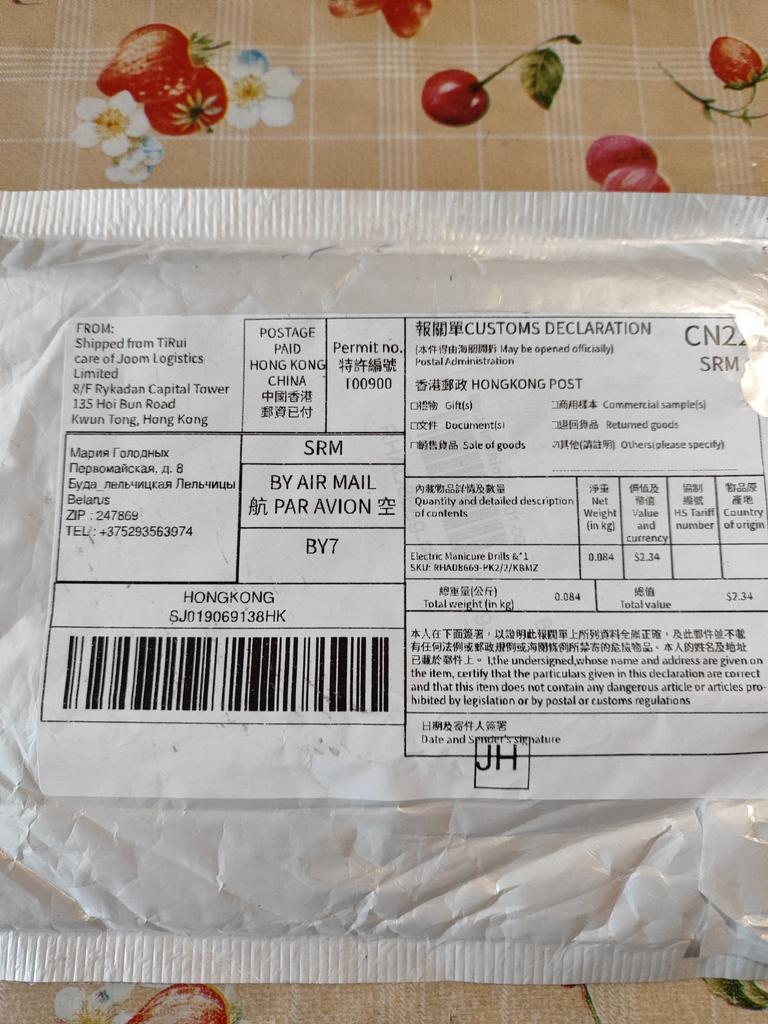 FROM:
Shipped from TiRui
care of Joom Logistics
Limited
8/F Rykadan Capital Tower
135 Hoi Bun Road
Kwun Tong, Hong Kong
POSTAGE
PAID
HONG KONG
CHINA
中國香港
郵資已付
Permit no.
特許編號
T00900
Мария Голодных
Первомайская, д. 8
Буда_лельчицкая Лельчицы
Belarus
ZIP : 247869
TEL : +375293563974
SRM
BY AIR MAIL
航 PAR AVION 空
BY7
HONGKONG
SJ019069138HK
報關單CUSTOMS DECLARATION
CN22
(本件得由海關開拆 May be opened officially)
Postal Administration
SRM
香港郵政 HONGKONG POST
□禮物 Gift(s)
□商用樣本 Commercial sample(s)
□文件 Document(s)
□退回貨品 Returned goods
□銷售貨品 Sale of goods
☑其他(請註明) Others(please specify)
內載物品詳情及數量
Quantity and detailed description
of contents
淨重
Net
Weight
(in kg)
價值及
幣值
Value
and
currency
協制
編號
HS Tariff
number
物品原
產地
Country
of origin
Electric Manicure Drills &*1
SKU: RHAD8669-PK2/2/KBMZ
0.084
$2.34
總重量(公斤)
Total weight(in kg)
0.084
總值
Total value
$2.34
本人在下面簽署，以證明此報關單上所列資料全屬正確，及此郵件並不載
有任何法例或郵政規例或海關條例所禁寄的危險物品。本人的姓名及地址
已載於郵件上。 I,the undersigned,whose name and address are given on
the item, certify that the particulars given in this declaration are correct
and that this item does not contain any dangerous article or articles pro-
hibited by legislation or by postal or customs regulations
日期及寄件人簽署
Date and Sender's signature
JH